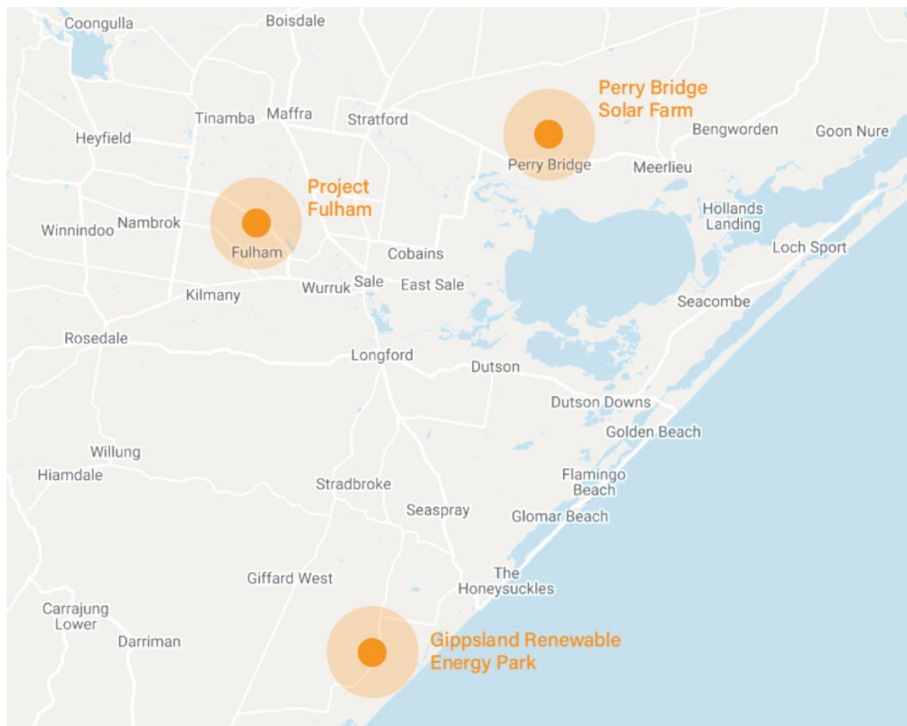 Coongulla
Boisdale
Perry Bridge
Solar Farm
Tinamba
Maffra
Stratford
Bengworden
Goon Nure
Heyfield
Perry Bridge
Meerlieu
Project
Fulham
Hollands
Landing
Winnindoo
Nambrok
Fulham
Cobains
Loch Sport
Kilmany
Wurruk
Sale
East Sale
Seacombe
Rosedale
Longford
Dutson
Dutson Downs
Golden Beach
Willung
Hiamdale
Stradbroke
Flamingo
Beach
Seaspray
Glomar Beach
Giffard West
The
Honeysuckles
Carrajung
Lower
Darriman
Gippsland Renewable
Energy Park